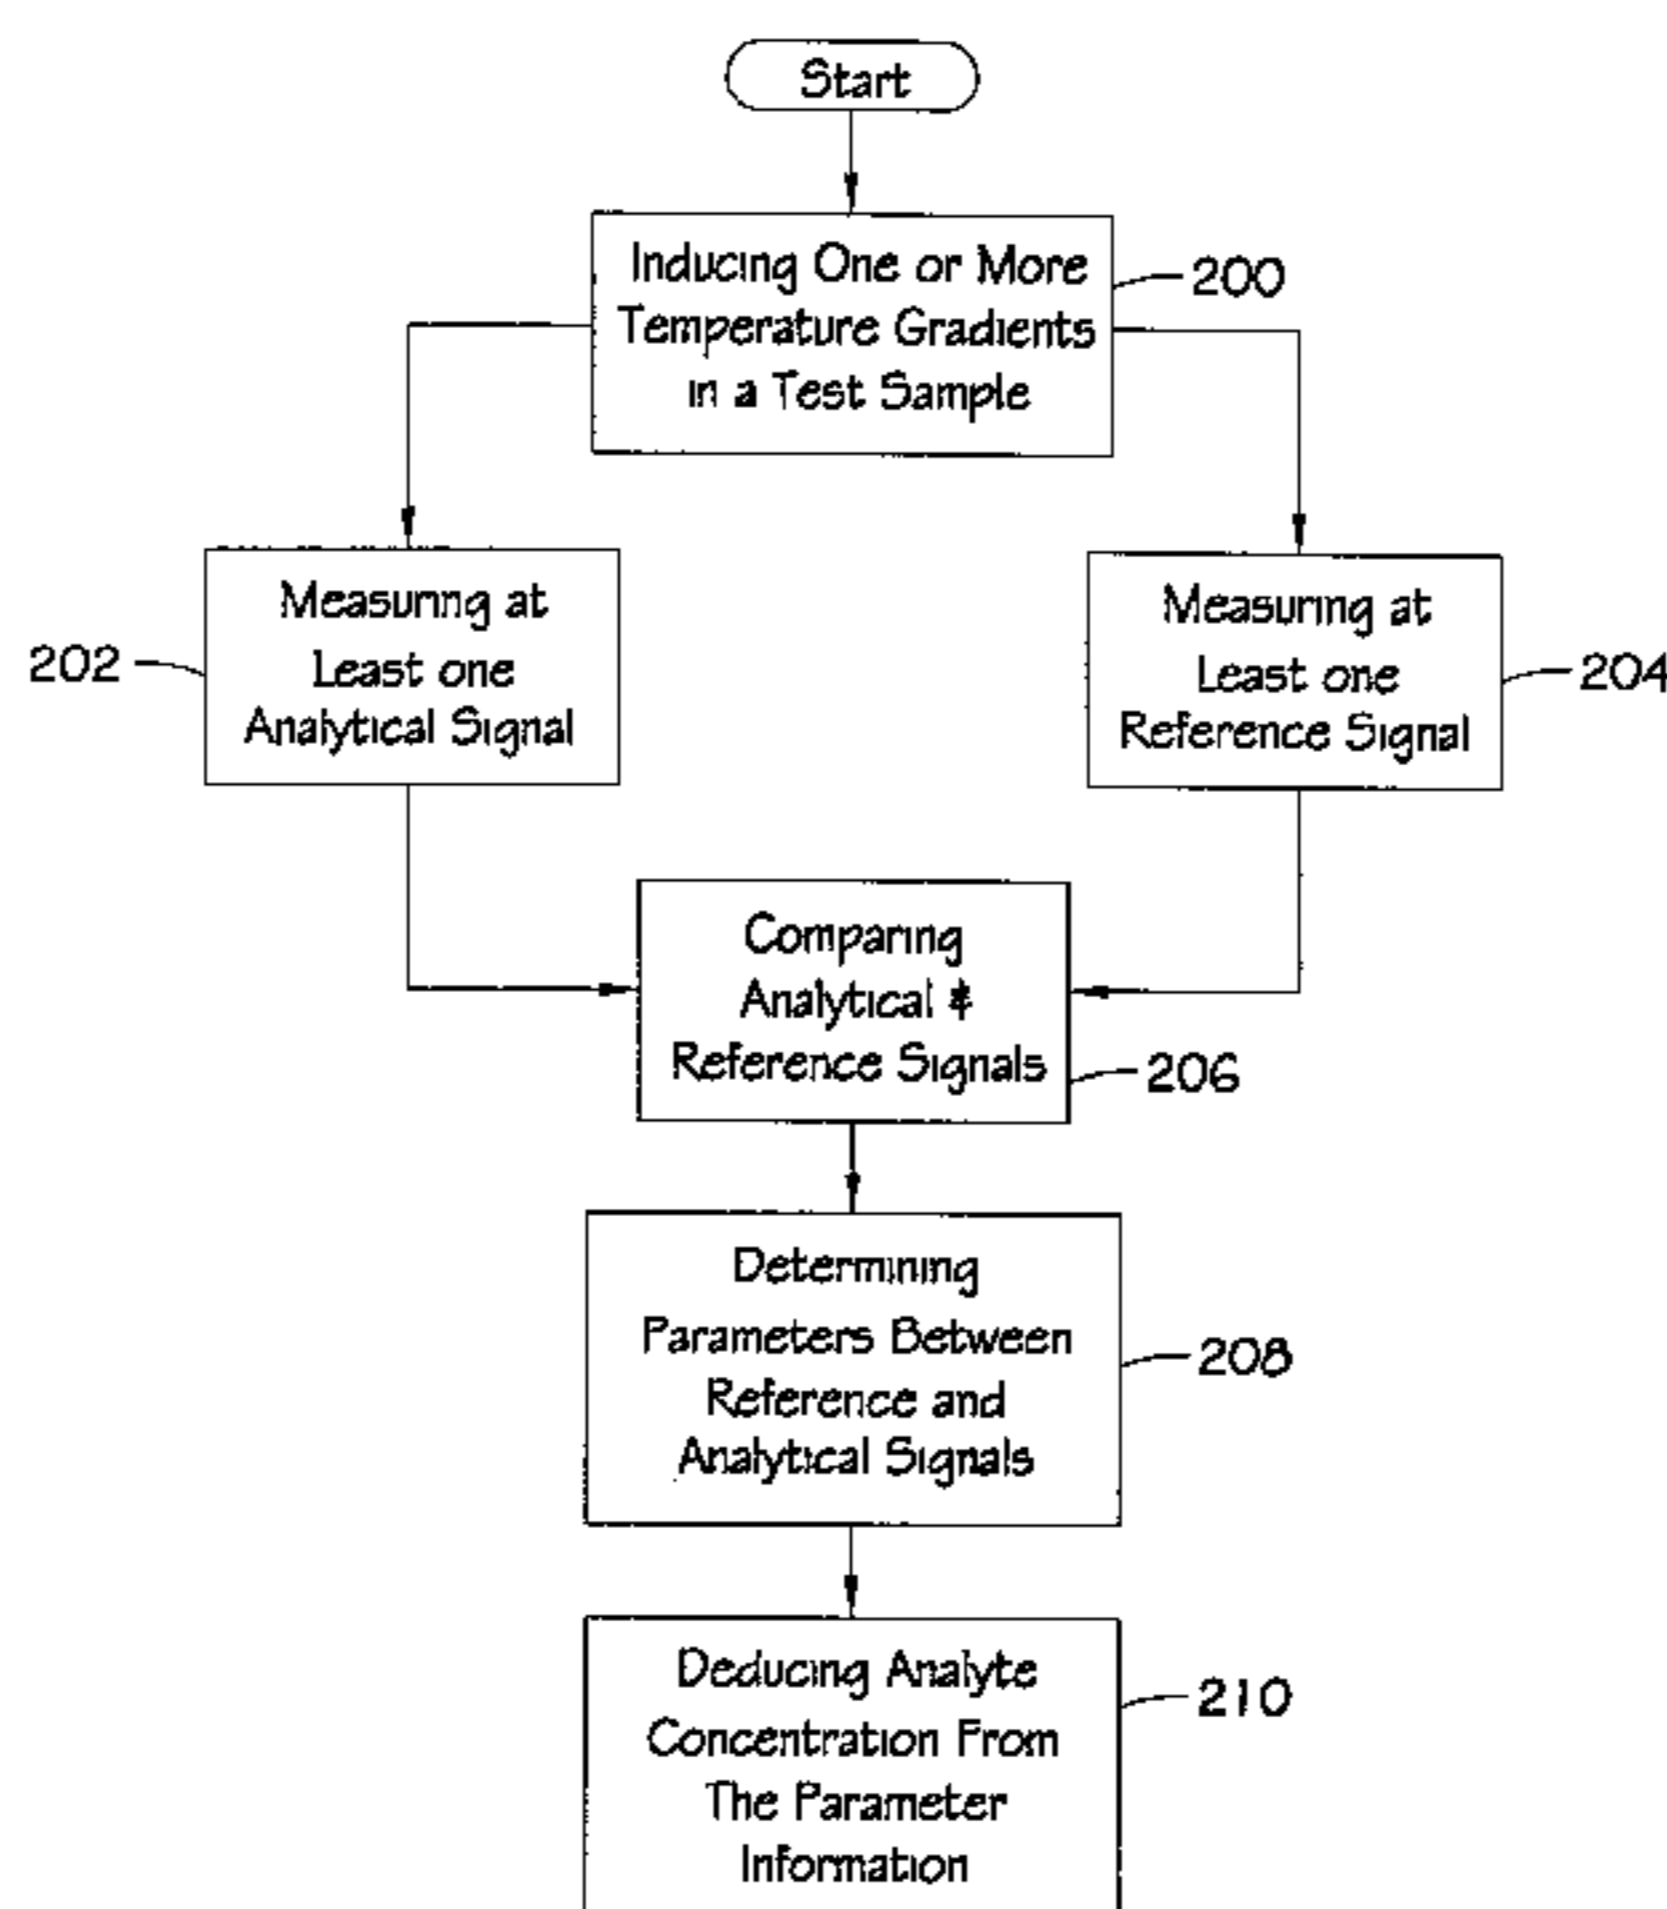 Start
Inducing One or More
Temperature Gradients
in a Test Sample
200
Measuring at
Least one
Analytical Signal
202
Measuring at
Least one
Reference Signal
204
Comparing
Analytical &
Reference Signals
206
Determining
Parameters Between
Reference and
Analytical Signals
208
Deducing Analyte
Concentration From
The Parameter
Information
210